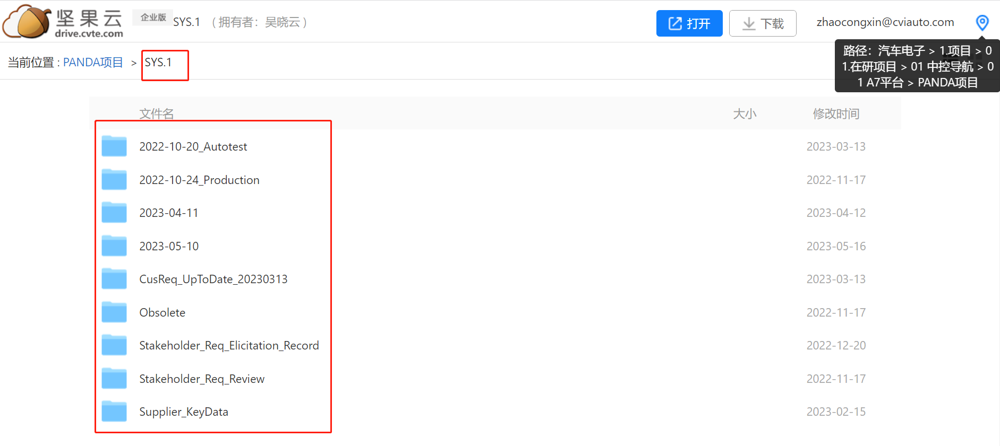 坚果云
drive.cvte.com
企业版
SYS.1 （拥有者：吴晓云）
打开
下载
zhaocongxin@cviauto.com
路径：汽车电子 > 1.项目 > 0
1.在研项目 > 01 中控导航 > 0
1 A7平台 > PANDA项目
当前位置 : PANDA项目 > SYS.1
文件名 大小 修改时间
2022-10-20_Autotest 2023-03-13
2022-10-24_Production 2022-11-17
2023-04-11 2023-04-12
2023-05-10 2023-05-16
CusReq_UpToDate_20230313 2023-03-13
Obsolete 2022-11-17
Stakeholder_Req_Elicitation_Record 2022-12-20
Stakeholder_Req_Review 2022-11-17
Supplier_KeyData 2023-02-15